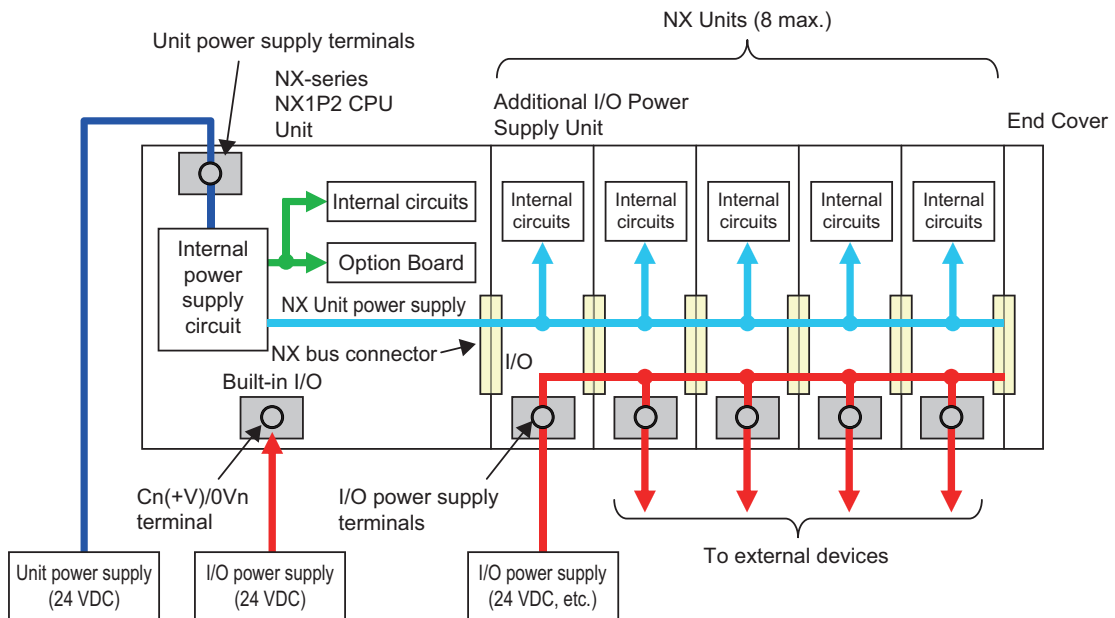 NX Units (8 max.)
Unit power supply terminals
NX-series
NX1P2 CPU
Unit
Additional I/O Power
Supply Unit
End Cover
Internal circuits
Option Board
Internal
power
supply
circuit
Internal
circuits
Internal
circuits
Internal
circuits
Internal
circuits
Internal
circuits
NX Unit power supply
NX bus connector
I/O
Built-in I/O
Cn(+V)/0Vn
terminal
I/O power supply
terminals
To external devices
Unit power supply
(24 VDC)
I/O power supply
(24 VDC)
I/O power supply
(24 VDC, etc.)